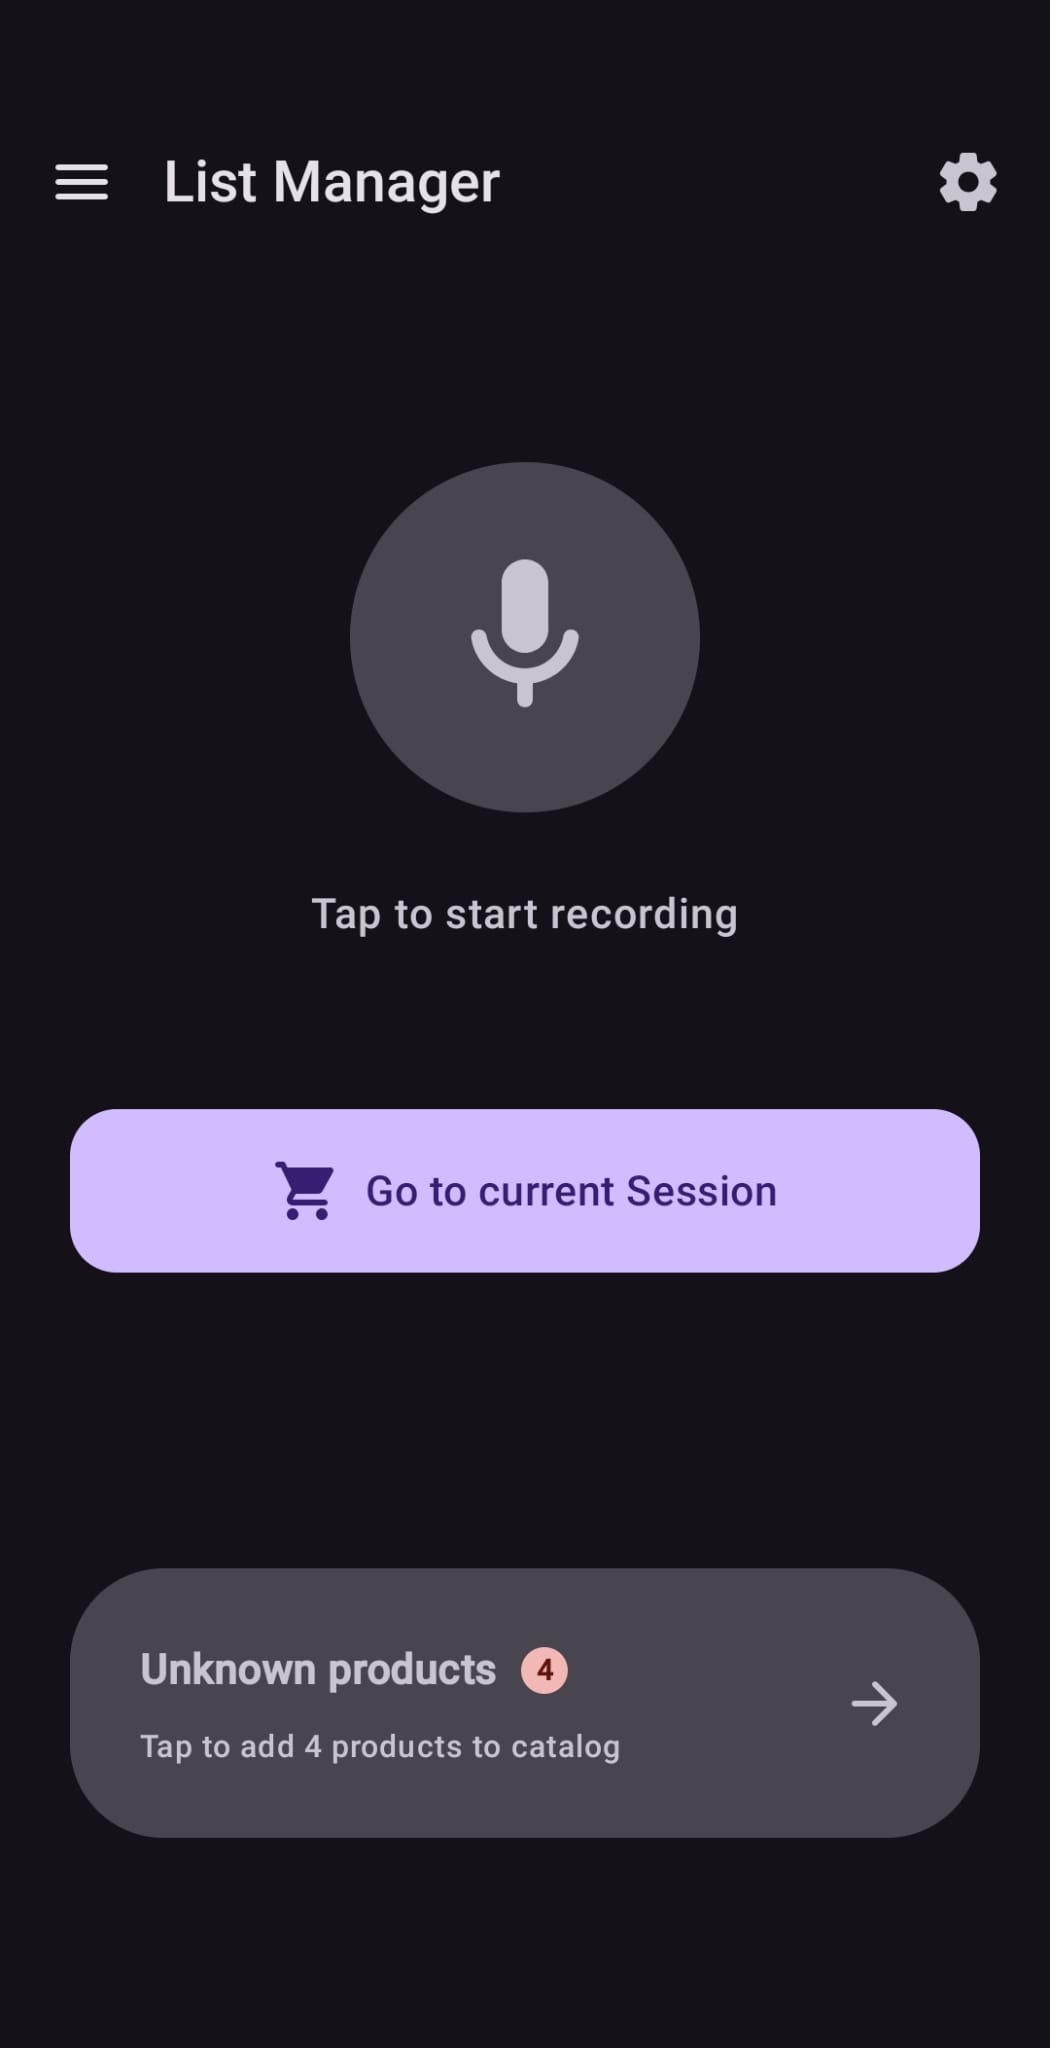 List Manager
Tap to start recording
Go to current Session
Unknown products 4
Tap to add 4 products to catalog